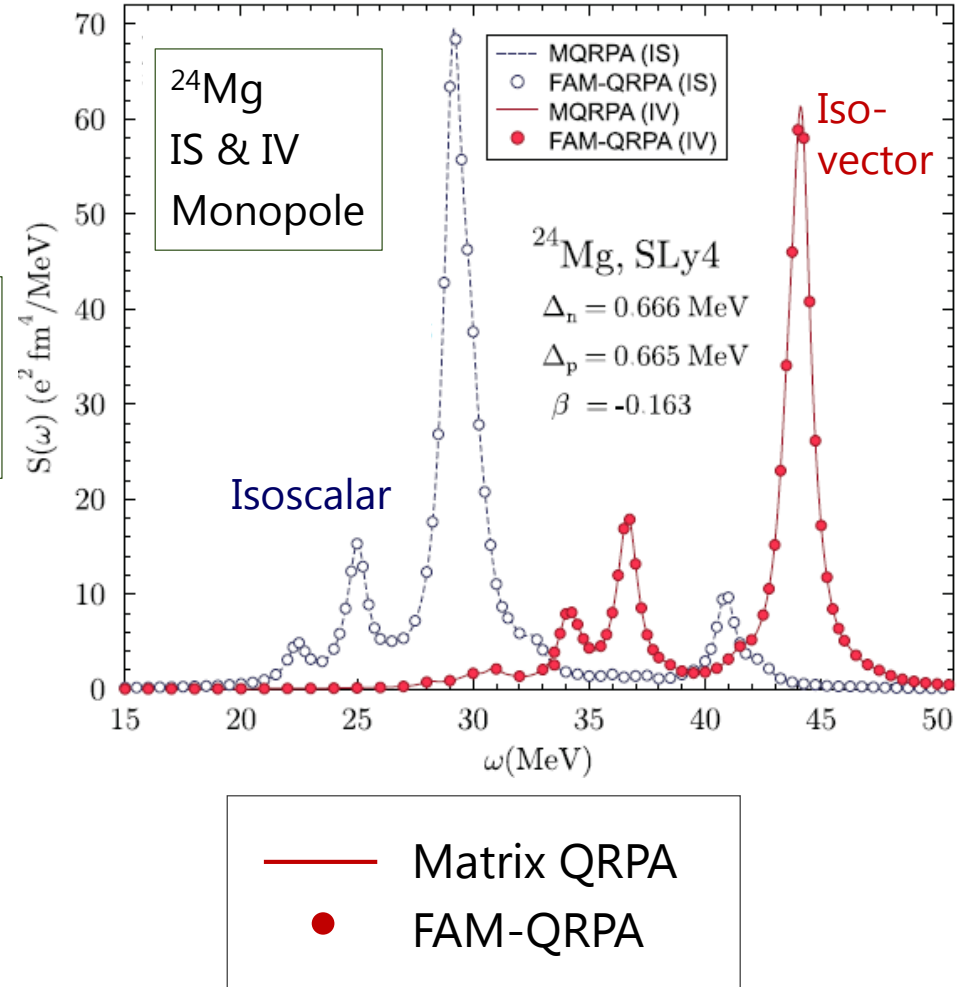 ²⁴Mg
IS & IV
Monopole
MQRPA (IS)
FAM-QRPA (IS)
MQRPA (IV)
FAM-QRPA (IV)
Iso-
vector
²⁴Mg, SLy4
Δₙ = 0.666 MeV
Δₚ = 0.665 MeV
β = -0.163
Isoscalar
S(ω) (e² fm⁴/MeV)
70
60
50
40
30
20
10
0
15 20 25 30 35 40 45 50
ω(MeV)
Matrix QRPA
FAM-QRPA